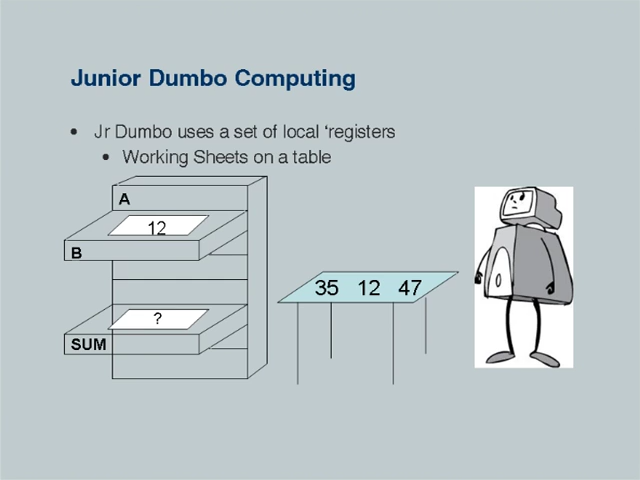 Junior Dumbo Computing
• Jr Dumbo uses a set of local ‘registers
• Working Sheets on a table
A
12
B
35 12 47
?
SUM